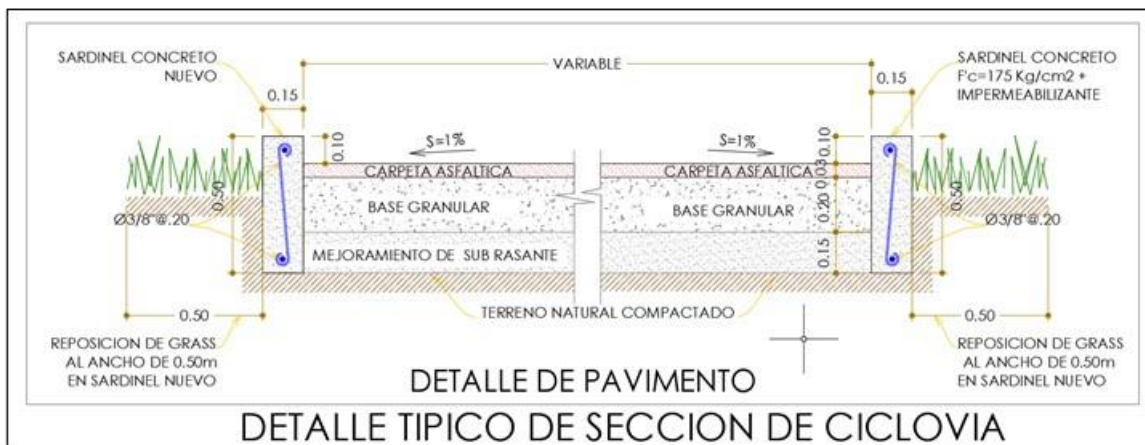 SARDINEL CONCRETO
NUEVO
VARIABLE
SARDINEL CONCRETO
F'c=175 Kg/cm2 +
IMPERMEABILIZANTE
0.15
0.15
0.10
S=1%
S=1%
0.10
CARPETA ASFALTICA
CARPETA ASFALTICA
0.03
0.50
BASE GRANULAR
BASE GRANULAR
0.20
0.50
Ø3/8"@.20
Ø3/8"@.20
MEJORAMIENTO DE SUB RASANTE
0.15
0.50
TERRENO NATURAL COMPACTADO
0.50
REPOSICION DE GRASS
AL ANCHO DE 0.50m
EN SARDINEL NUEVO
REPOSICION DE GRASS
AL ANCHO DE 0.50m
EN SARDINEL NUEVO
DETALLE DE PAVIMENTO
DETALLE TIPICO DE SECCION DE CICLOVIA